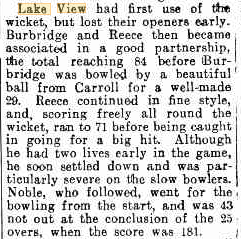 Lake View had first use of the
wicket, but lost their openers early.
Burbridge and Reece then became
associated in a good partnership,
the total reaching 84 before Bur-
bridge was bowled by a beautiful
ball from Carroll for a well-made
29. Reece continued in fine style,
and, scoring freely all round the
wicket, ran to 71 before being caught
in going for a big hit. Although
he had two lives early in the game,
he soon settled down and was par-
ticularly severe on the slow bowlers.
Noble, who followed, went for the
bowling from the start, and was 43
not out at the conclusion of the 25
overs, when the score was 181.